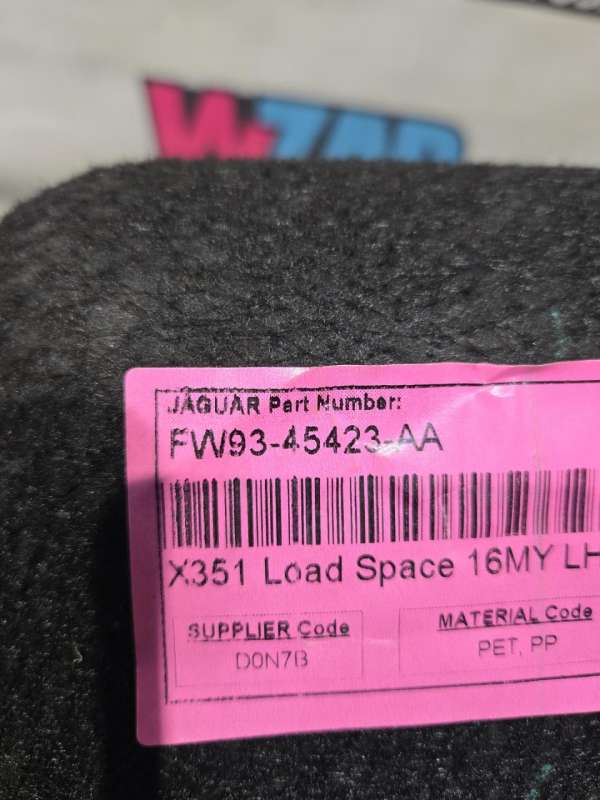 JAGUAR Part Number:
FW93-45423-AA
X351 Load Space 16MY LH
SUPPLIER Code
D0N7B
MATERIAL Code
PET, PP